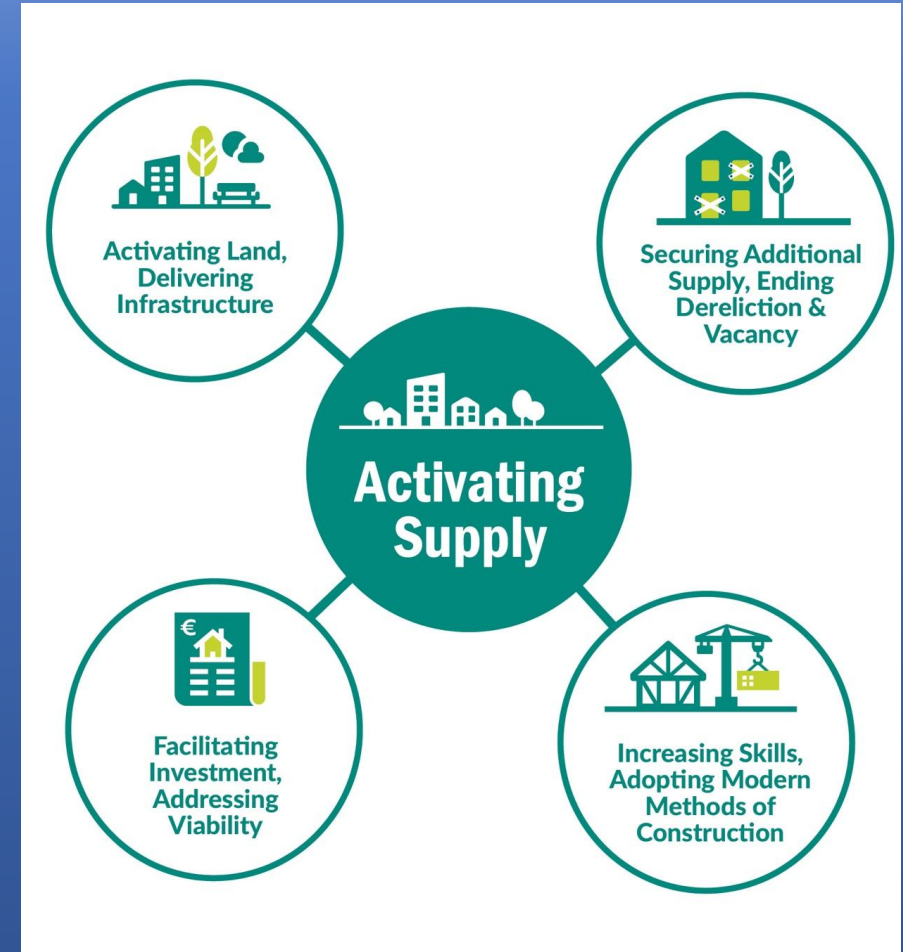 Activating Land,
Delivering
Infrastructure
Securing Additional
Supply, Ending
Dereliction &
Vacancy
Activating
Supply
€
Facilitating
Investment,
Addressing
Viability
Increasing Skills,
Adopting Modern
Methods of
Construction